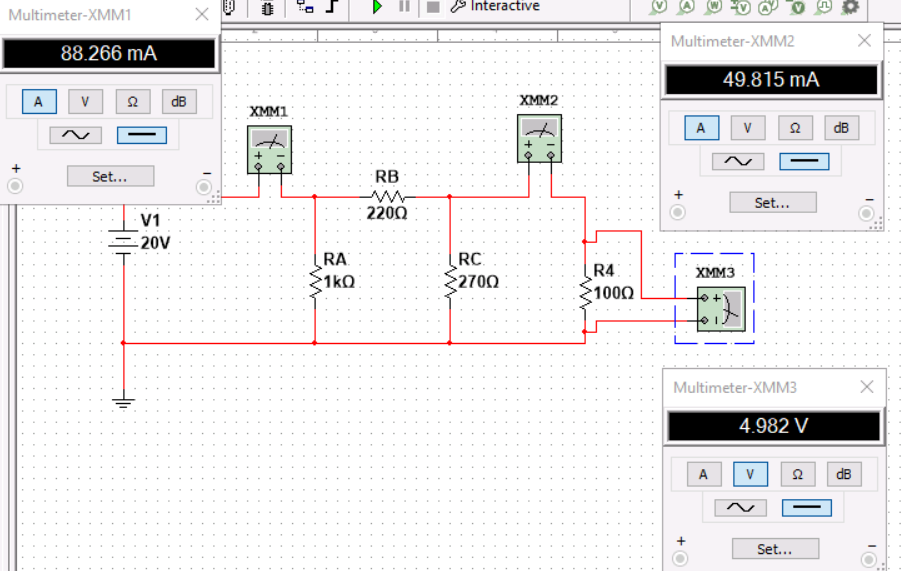 Interactive
Multimeter-XMM1
88.266 mA
A
V
Ω
dB
+
Set...
−
Multimeter-XMM2
49.815 mA
A
V
Ω
dB
+
Set...
−
XMM1
+ −
XMM2
+ −
RB
220Ω
V1
20V
RA
1kΩ
RC
270Ω
R4
100Ω
XMM3
+
Multimeter-XMM3
4.982 V
A
V
Ω
dB
+
Set...
−